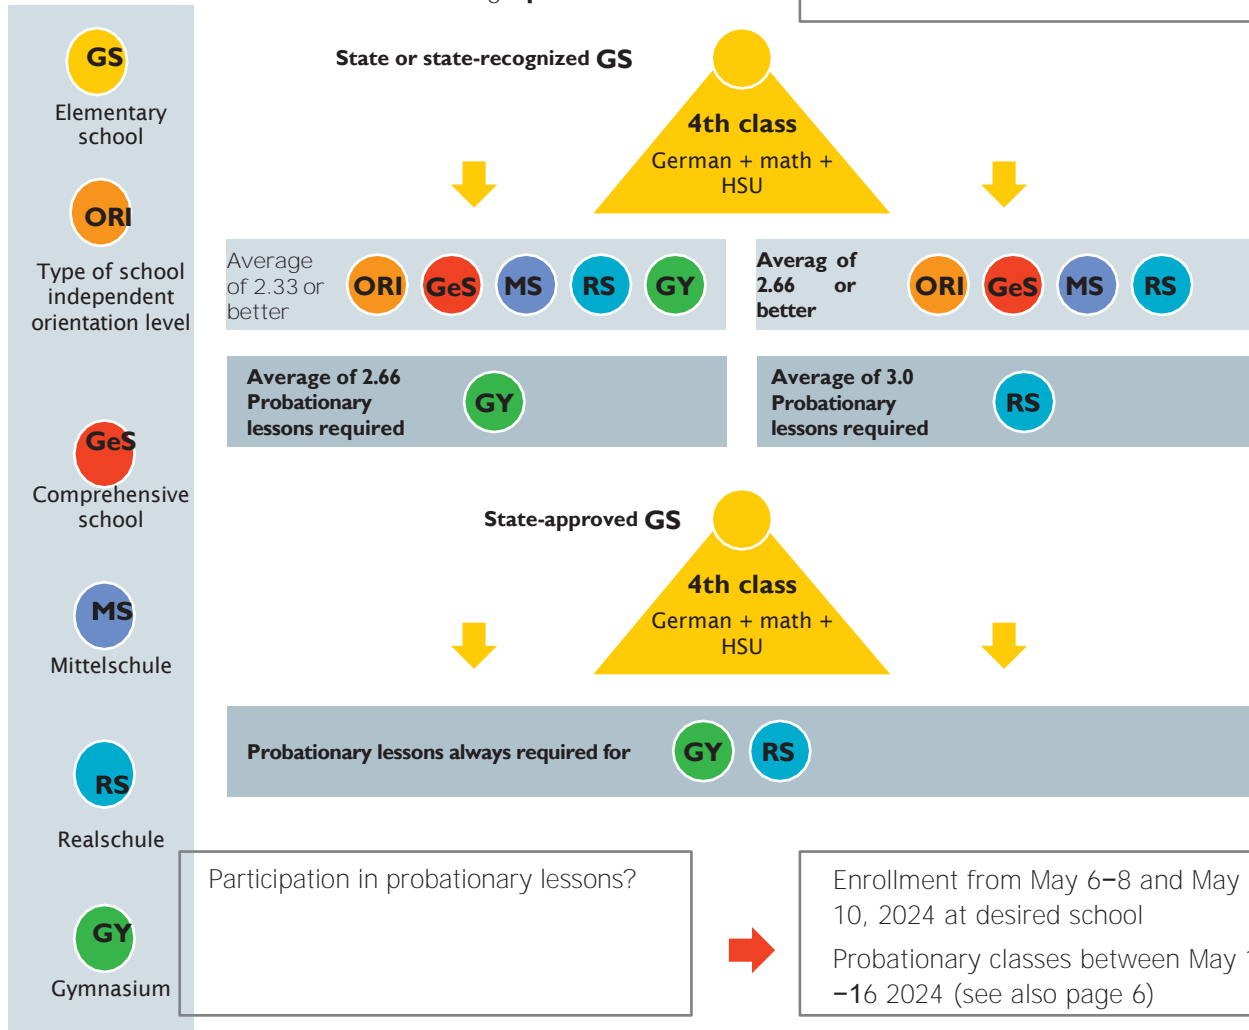 GS
Elementary
school
ORI
Type of school
independent
orientation level
GeS
Comprehensive
school
MS
Mittelschule
RS
Realschule
GY
Gymnasium
State or state-recognized GS
4th class
German + math +
HSU
Average
of 2.33 or
better
ORI GeS MS RS GY
Averag of
2.66 or
better
ORI GeS MS RS
Average of 2.66
Probationary
lessons required
GY
Average of 3.0
Probationary
lessons required
RS
State-approved GS
4th class
German + math +
HSU
Probationary lessons always required for GY RS
Participation in probationary lessons?
Enrollment from May 6–8 and May
10, 2024 at desired school
Probationary classes between May
–16 2024 (see also page 6)